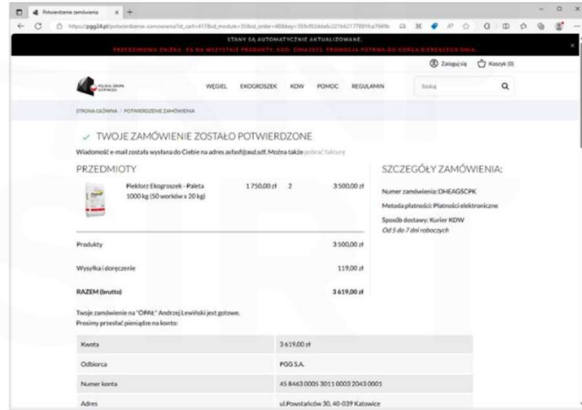 Potwierdzenie zamówienia
STANY SĄ AUTOMATYCZNIE AKTUALIZOWANE.
Zaloguj się Koszyk (0)
WĘGIEL EKOGROSZEK KDW POMOC REGULAMIN Szukaj
STRONA GŁÓWNA / POTWIERDZENIE ZAMÓWIENIA
TWOJE ZAMÓWIENIE ZOSTAŁO POTWIERDZONE
Wiadomość e-mail została wysłana do Ciebie na adres Można także pobrać fakturę
PRZEDMIOTY
Pieklorz Ekogroszek - Paleta 1 750,00 zł 2 3 500,00 zł
1000 kg (50 worków x 20 kg)
Produkty 3 500,00 zł
Wysyłka i doręczenie 119,00 zł
RAZEM (brutto) 3 619,00 zł
SZCZEGÓŁY ZAMÓWIENIA:
Numer zamówienia: DHEAGŚCPK
Metoda płatności: Płatności elektroniczne
Sposób dostawy: Kurier KDW
Od 5 do 7 dni roboczych
Twoje zamówienie na "OPAŁ" Andrzej Lewiński jest gotowe.
Prosimy przesłać pieniądze na konto:
Kwota 3 619,00 zł
Odbiorca PGG S.A.
Numer konta 45 8463 0005 3011 0003 2043 0001
Adres ul.Powstańców 30, 40-039 Katowice